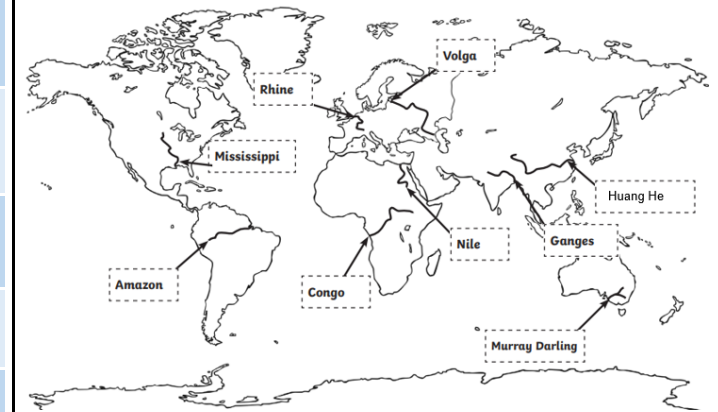 Volga
Rhine
Mississippi
Huang He
Nile
Ganges
Amazon
Congo
Murray Darling